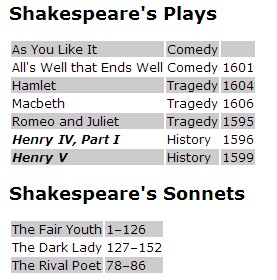 Shakespeare's Plays
As You Like It Comedy
All's Well that Ends Well Comedy 1601
Hamlet Tragedy 1604
Macbeth Tragedy 1606
Romeo and Juliet Tragedy 1595
Henry IV, Part I History 1596
Henry V History 1599
Shakespeare's Sonnets
The Fair Youth 1–126
The Dark Lady 127–152
The Rival Poet 78–86